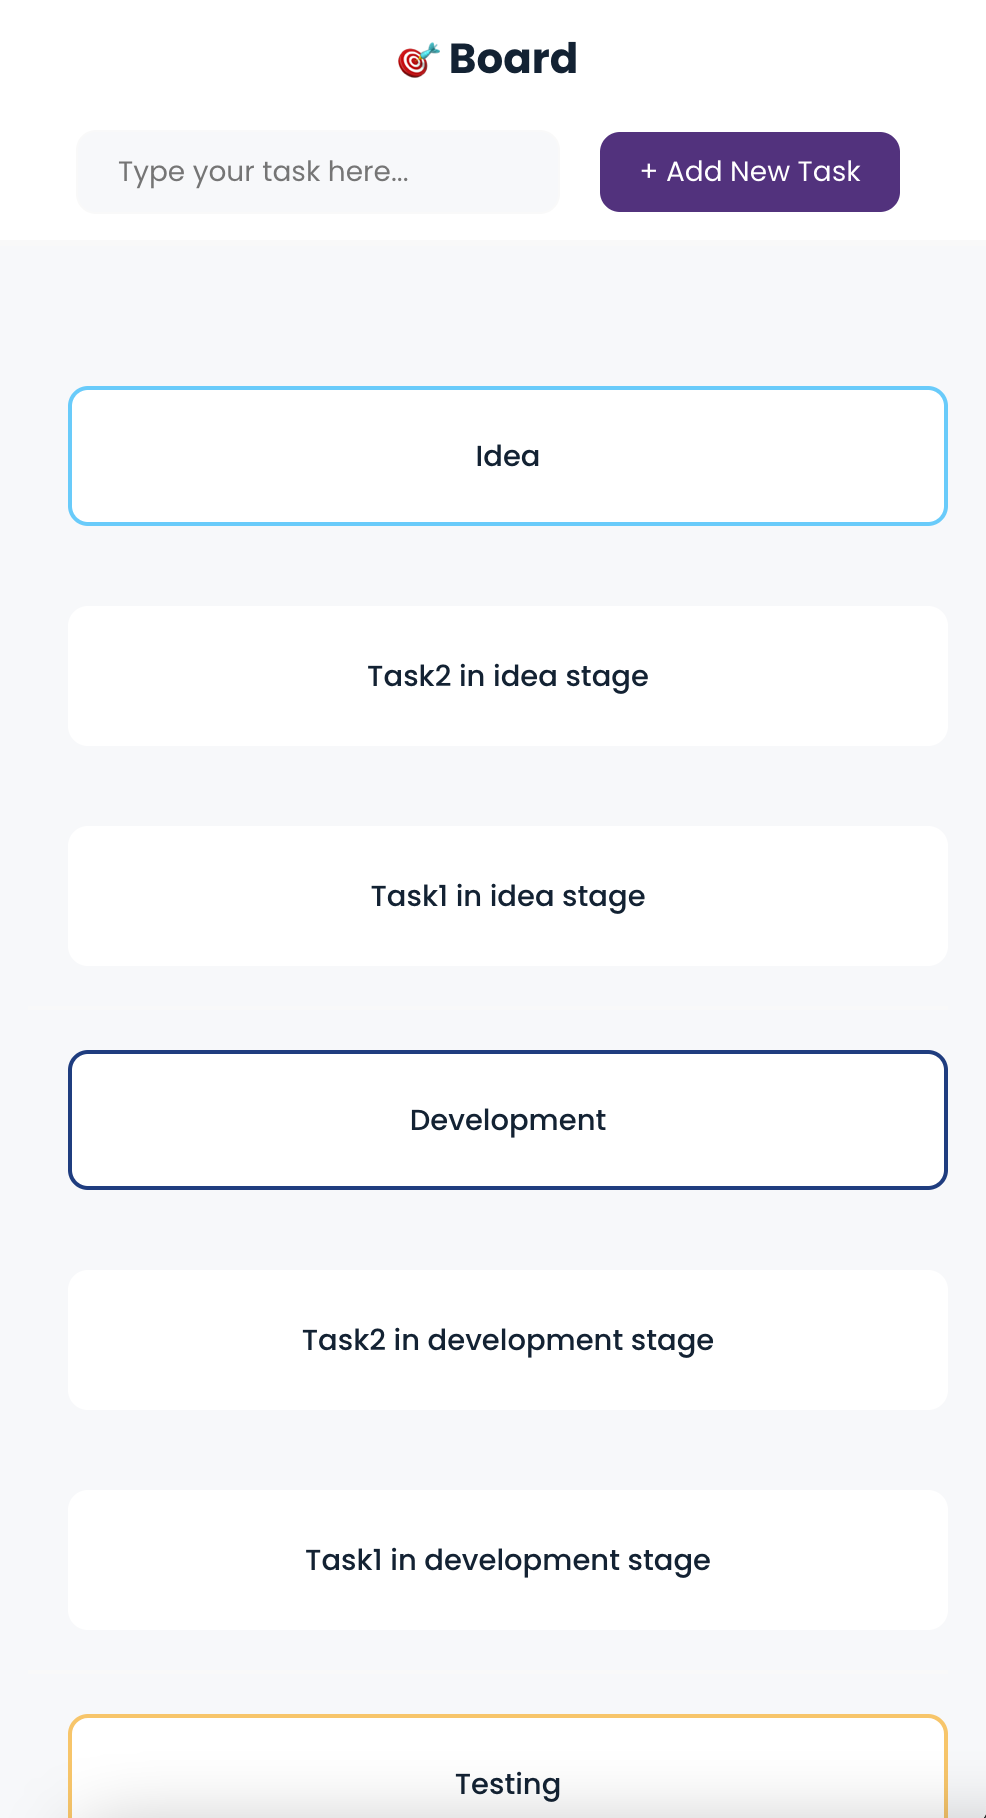 Board
Type your task here...
+ Add New Task
Idea
Task2 in idea stage
Task1 in idea stage
Development
Task2 in development stage
Task1 in development stage
Testing